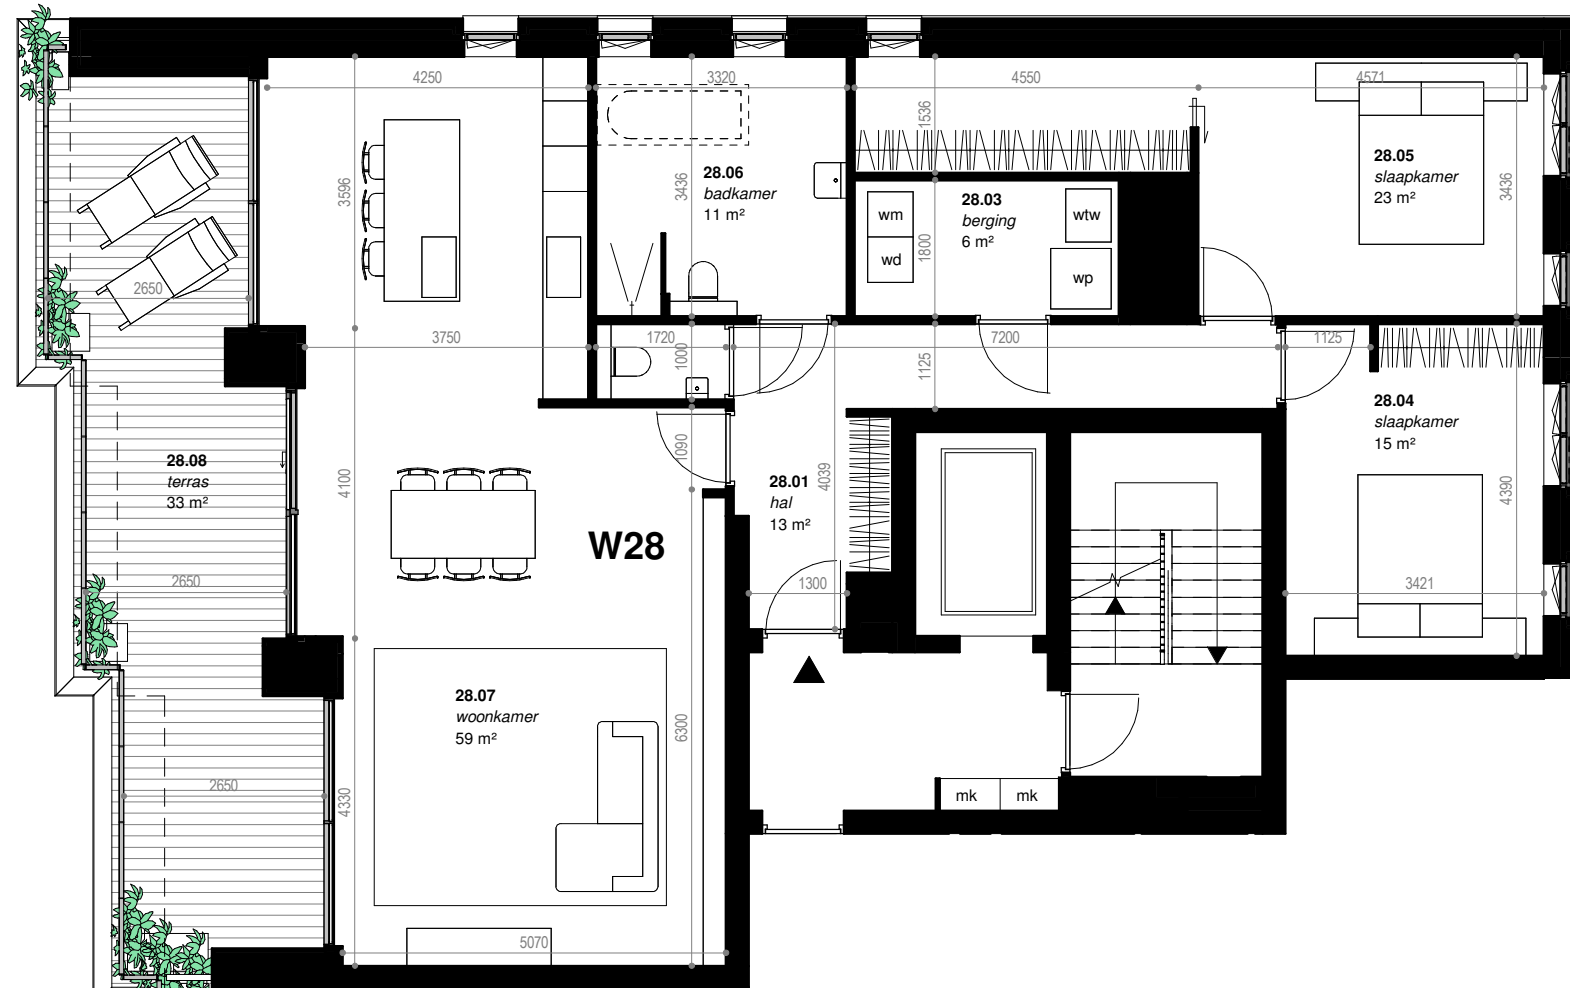 4250
3320
4550
4571
1536
3596
3436
28.06
badkamer
11 m²
28.03
berging
6 m²
wm
wd
wtw
wp
1800
28.05
slaapkamer
23 m²
3436
2650
3750
1720
1000
7200
1125
1125
28.04
slaapkamer
15 m²
4390
28.08
terras
33 m²
4100
1090
28.01
hal
13 m²
4039
W28
2650
1300
3421
28.07
woonkamer
59 m²
6300
2650
4330
mk
mk
5070